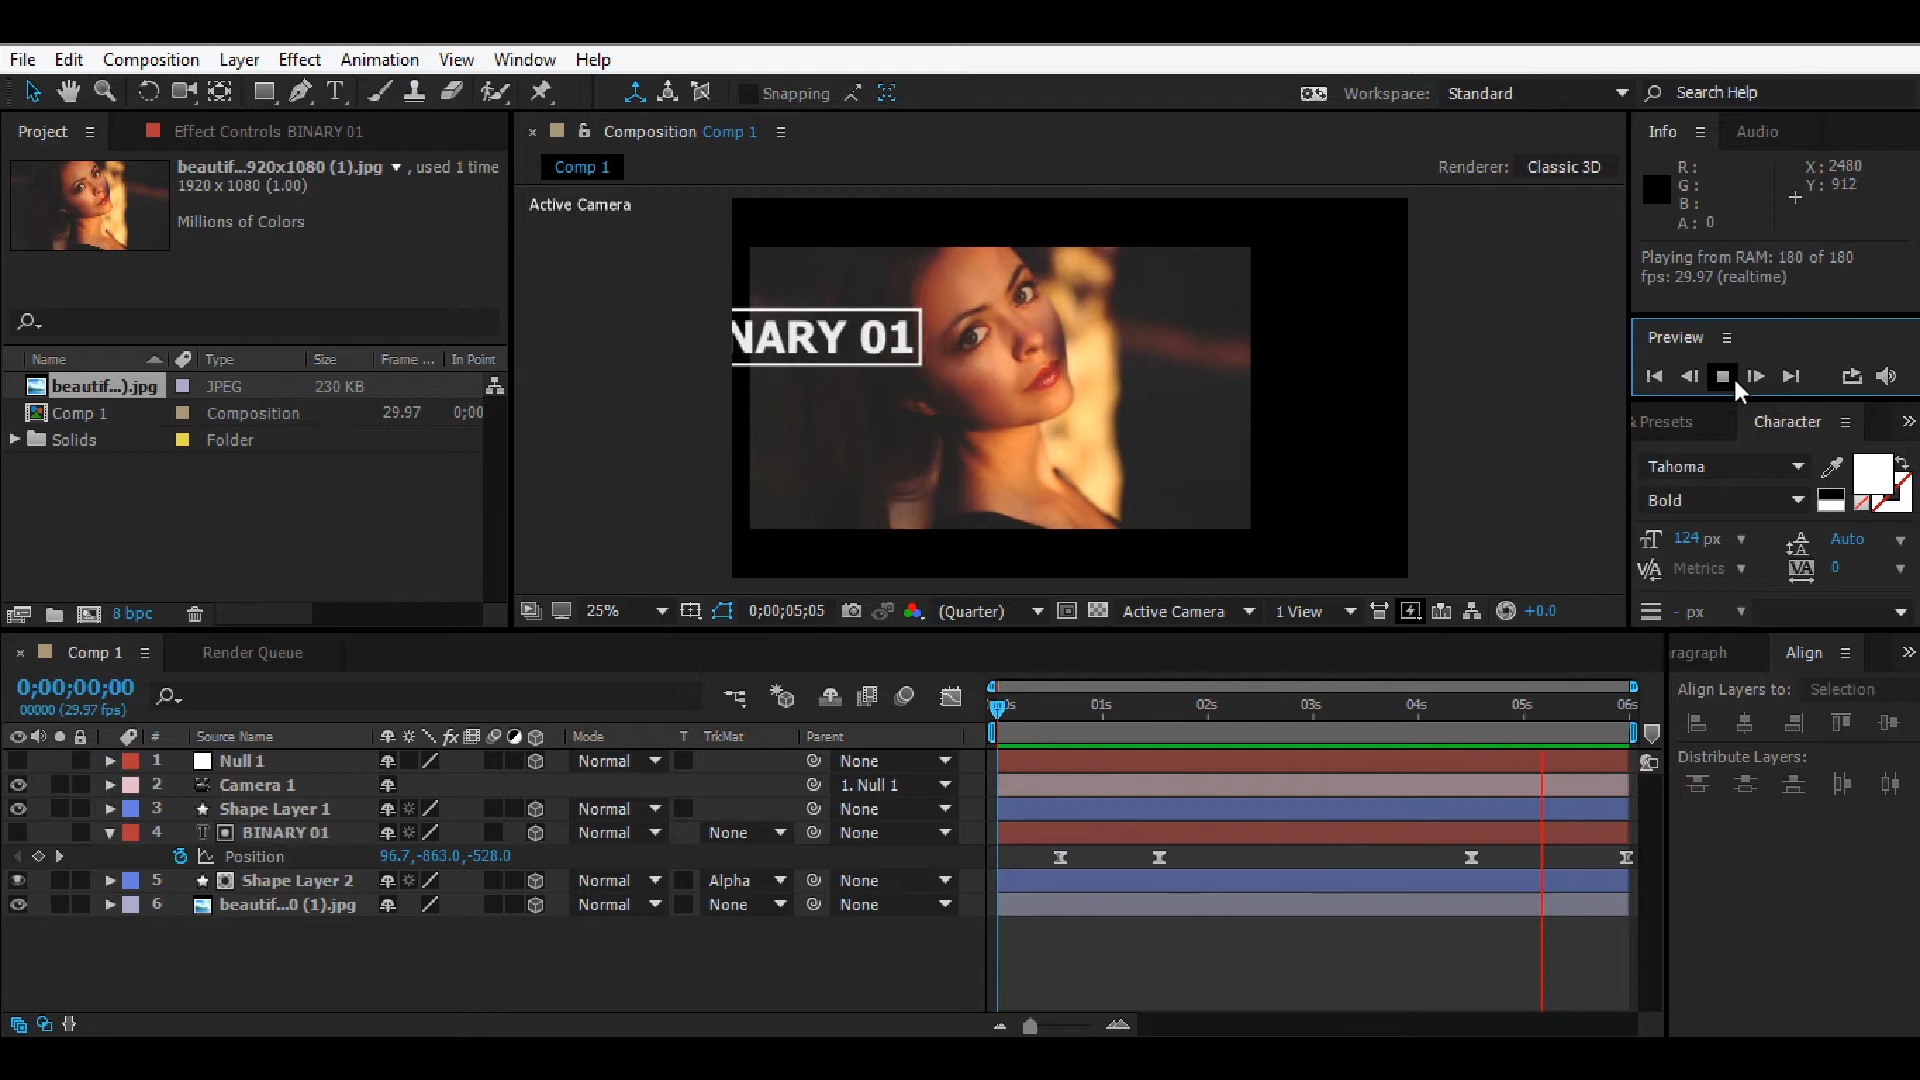 File Edit Composition Layer Effect Animation View Window Help
Snapping Workspace: Standard Search Help
Project Effect Controls BINARY 01
beautif...920x1080 (1).jpg , used 1 time
1920 x 1080 (1.00)
Millions of Colors
Name Type Size Frame ... In Point
beautif...).jpg JPEG 230 KB
Comp 1 Composition 29.97 0;00
Solids Folder
8 bpc
Composition Comp 1
Comp 1 Renderer: Classic 3D
Active Camera
NARY 01
25% 0;00;05;05 (Quarter) Active Camera 1 View +0.0
Info Audio
R: X: 2480
G: Y: 912
B:
A: 0
Playing from RAM: 180 of 180
fps: 29.97 (realtime)
Preview
& Presets Character
Tahoma
Bold
124 px Auto
Metrics 0
- px
Comp 1 Render Queue
0;00;00;00
00000 (29.97 fps)
0s 01s 02s 03s 04s 05s 06s
# Source Name fx Mode T TrkMat Parent
1 Null 1 Normal None
2 Camera 1 1. Null 1
3 Shape Layer 1 Normal None
4 T BINARY 01 Normal None None
Position 96.7,-863.0,-528.0
5 Shape Layer 2 Normal Alpha None
6 beautif...0 (1).jpg Normal None None
ragraph Align
Align Layers to: Selection
Distribute Layers: